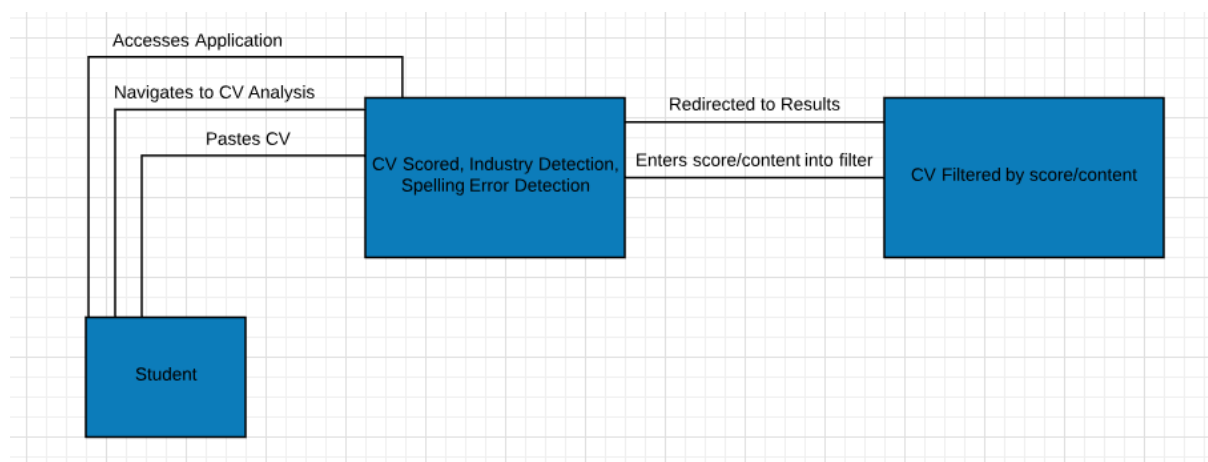 Accesses Application
Navigates to CV Analysis
Pastes CV
Redirected to Results
Enters score/content into filter
CV Scored, Industry Detection,
Spelling Error Detection
CV Filtered by score/content
Student